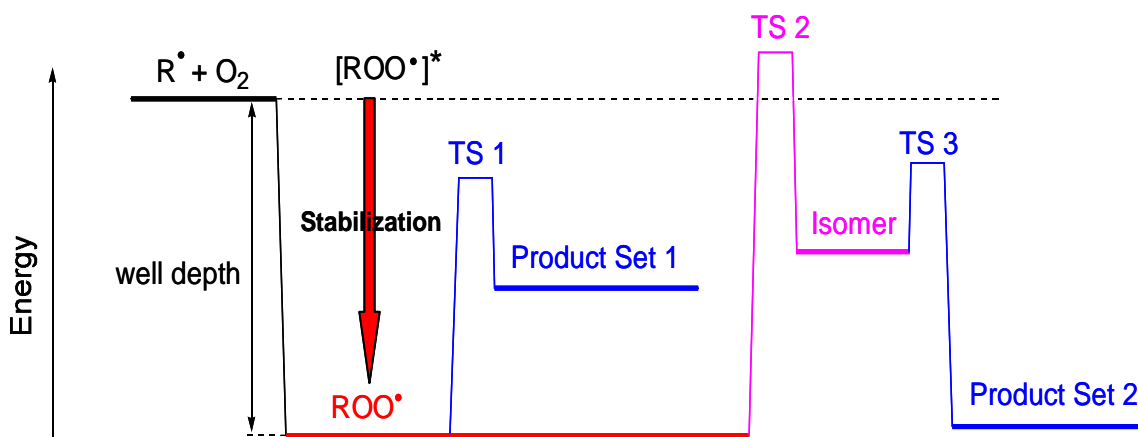 TS 2
R• + O₂
[ROO•]*
TS 1
TS 3
Stabilization
Isomer
Product Set 1
well depth
Energy
ROO•
Product Set 2